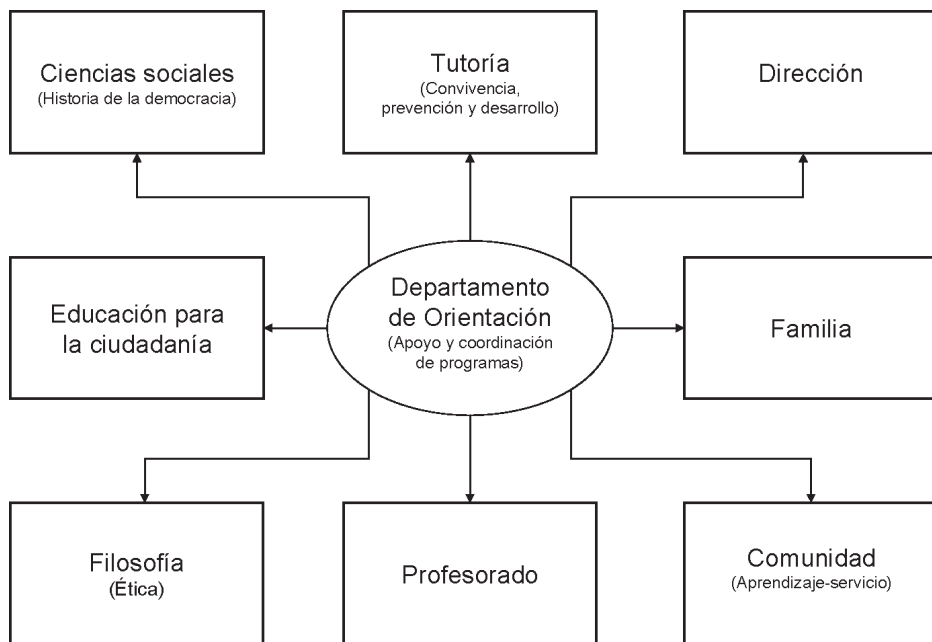 Ciencias sociales
(Historia de la democracia)
Tutoría
(Convivencia,
prevención y desarrollo)
Dirección
Educación para
la ciudadanía
Departamento
de Orientación
(Apoyo y coordinación
de programas)
Familia
Filosofía
(Ética)
Profesorado
Comunidad
(Aprendizaje-servicio)